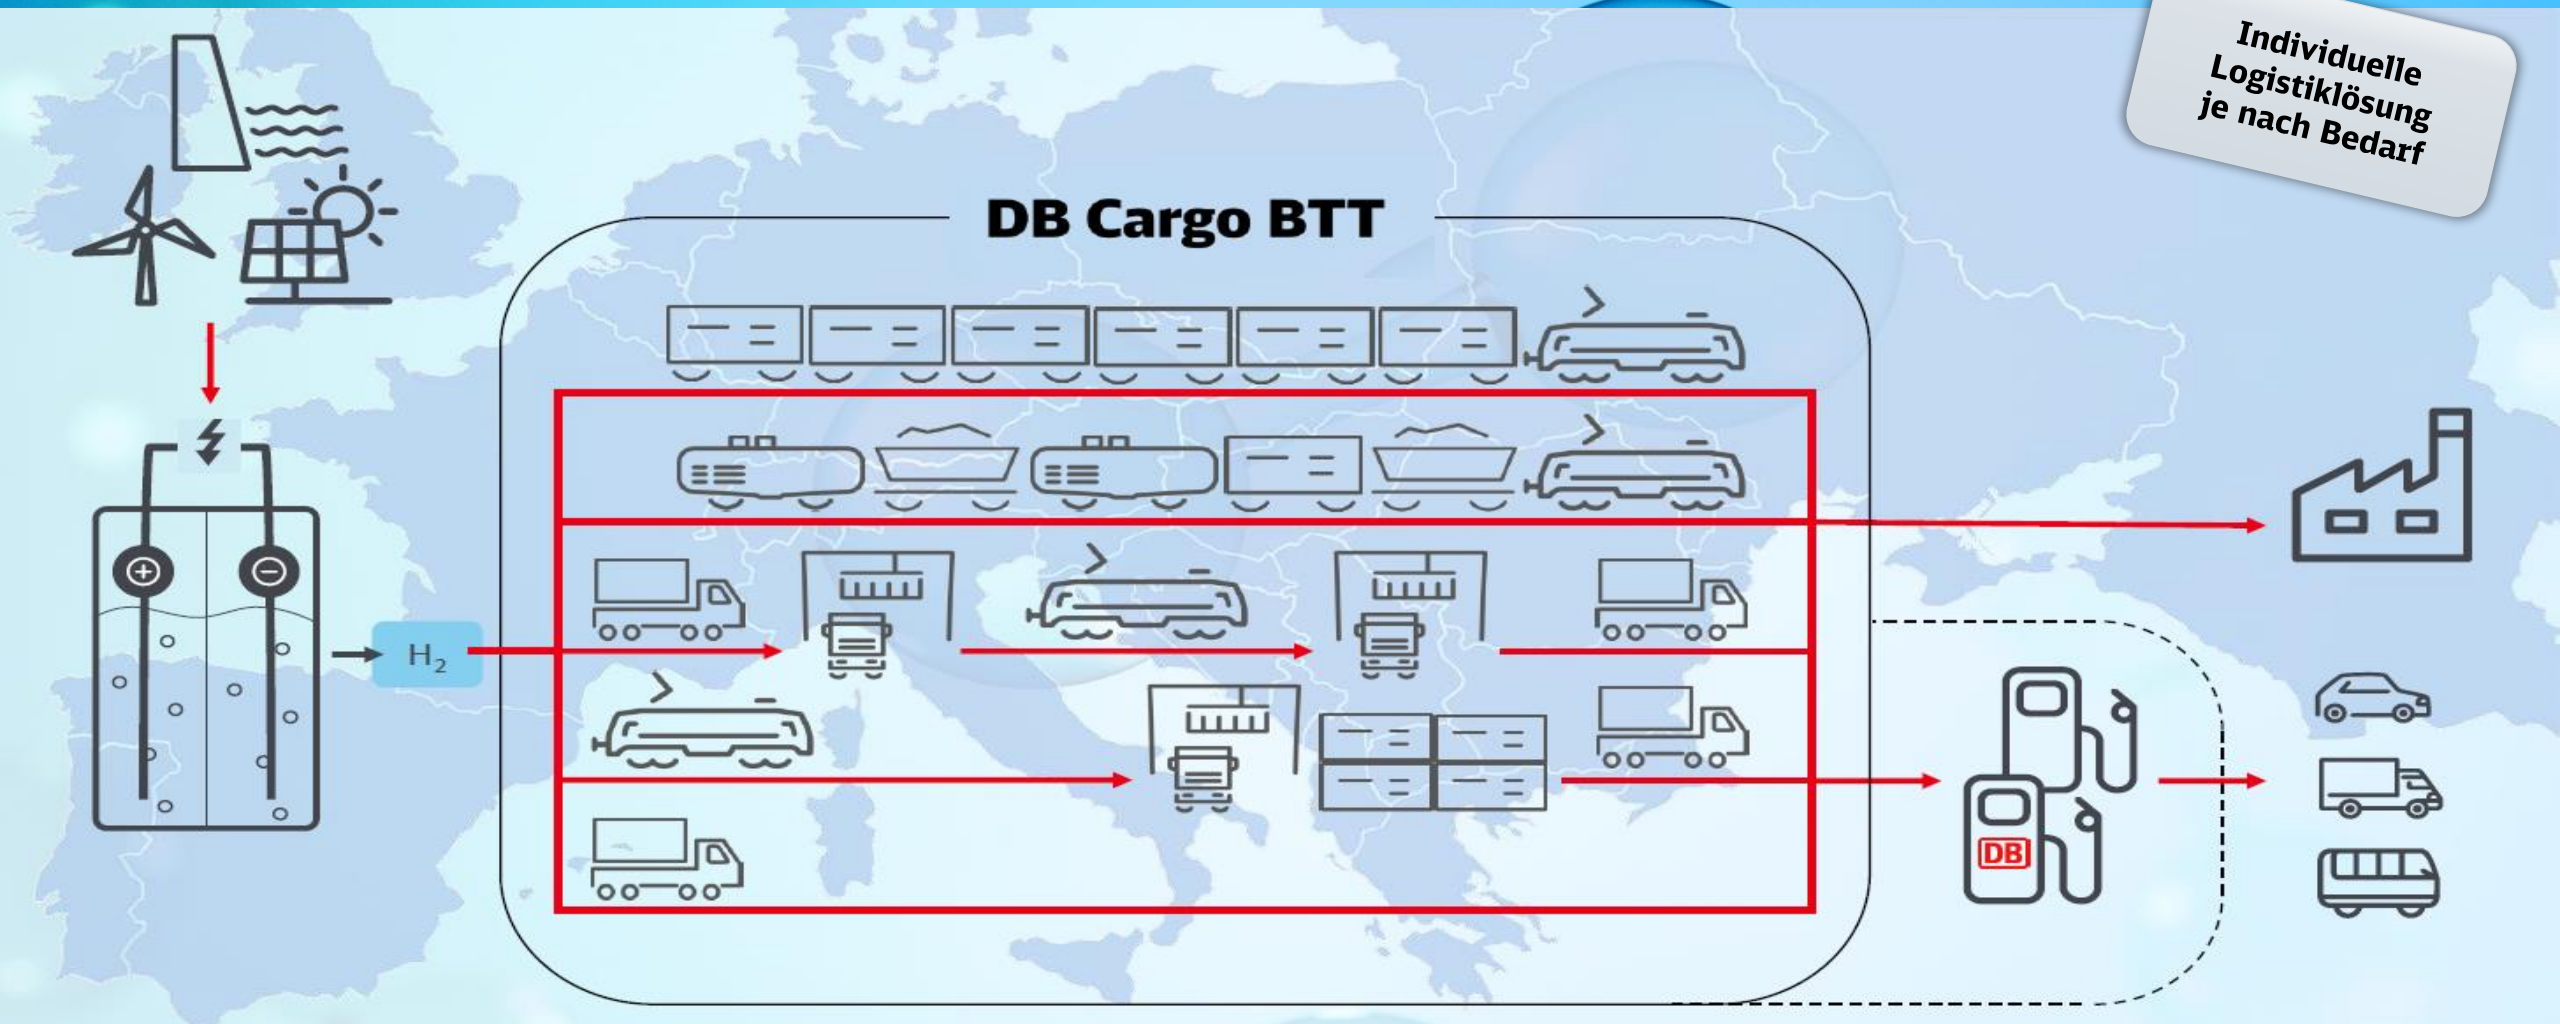 Individuelle
Logistiklösung
je nach Bedarf
DB Cargo BTT
+
−
H₂
DB